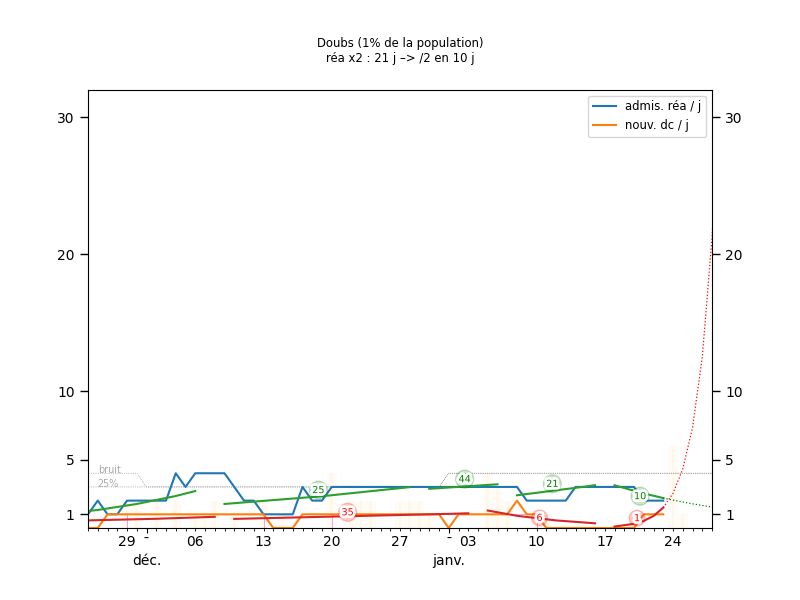 Doubs (1% de la population)
réa x2 : 21 j –> /2 en 10 j
admis. réa / j
nouv. dc / j
30 30
20 20
10 10
5 5
1 1
bruit
25%
25 35 44 6 21 10 1
29 - 06 13 20 27 - 03 10 17 24
déc. janv.